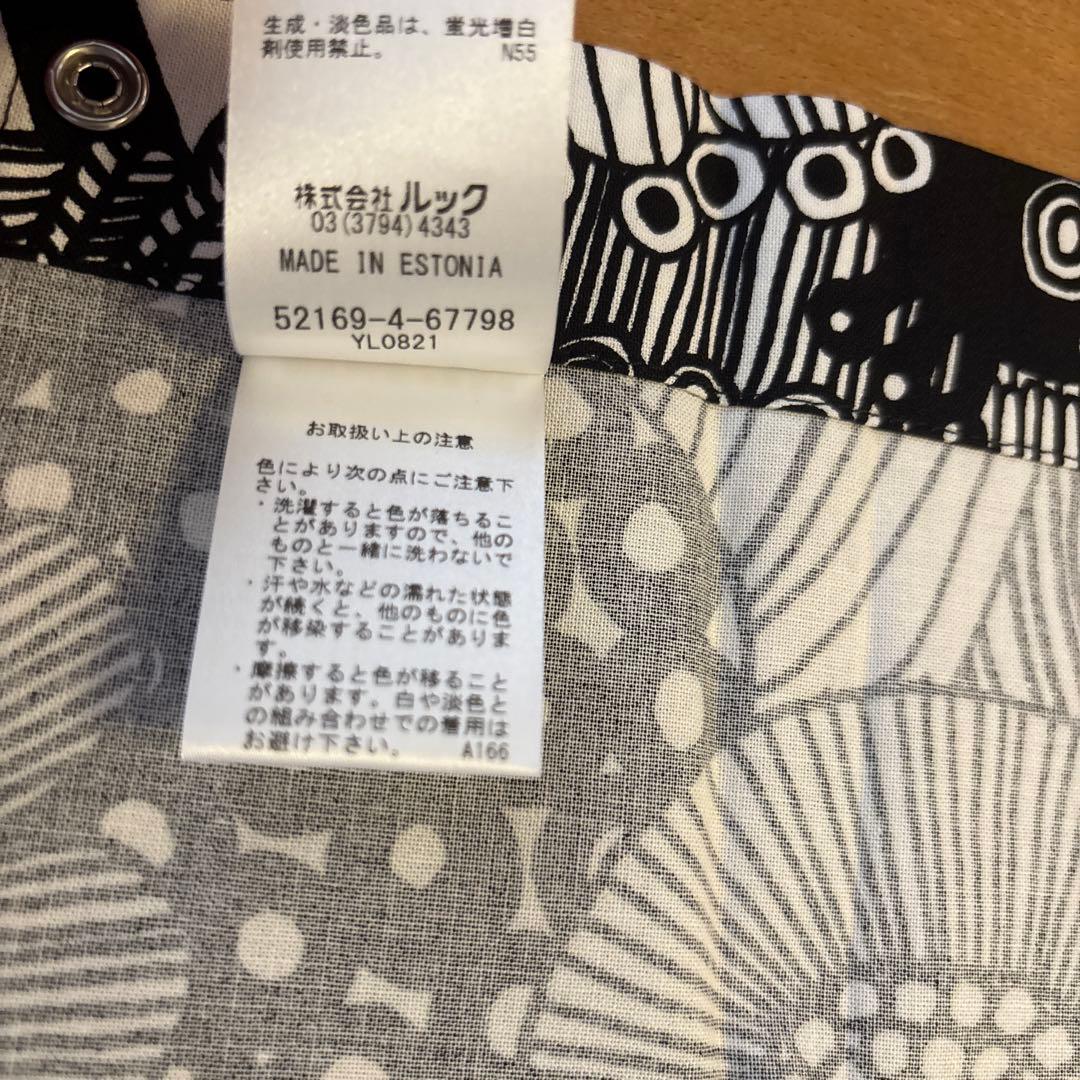 生成・淡色品は、蛍光増白
剤使用禁止。 N55
株式会社 ルック
03(3794)4343
MADE IN ESTONIA
52169-4-67798
YL0821
お取扱い上の注意
色により次の点にご注意下
さい。
・洗濯すると色が落ちるこ
とがありますので、他の
ものと一緒に洗わないで
下さい。
・汗や水などの濡れた状態
が続くと、他のものに色
が移染することがありま
す。
・摩擦すると色が移ること
があります。白や淡色と
の組み合わせでの着用は
お避け下さい。 A166